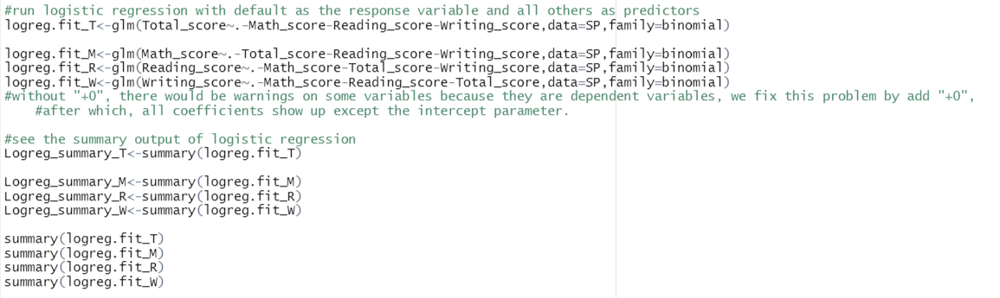 #run logistic regression with default as the response variable and all others as predictors
logreg.fit_T<-glm(Total_score~.-Math_score-Reading_score-Writing_score,data=SP,family=binomial)
logreg.fit_M<-glm(Math_score~.-Total_score-Reading_score-Writing_score,data=SP,family=binomial)
logreg.fit_R<-glm(Reading_score~.-Math_score-Total_score-Writing_score,data=SP,family=binomial)
logreg.fit_W<-glm(Writing_score~.-Math_score-Reading_score-Total_score,data=SP,family=binomial)
#without "+0", there would be warnings on some variables because they are dependent variables, we fix this problem by add "+0",
#after which, all coefficients show up except the intercept parameter.
#see the summary output of logistic regression
Logreg_summary_T<-summary(logreg.fit_T)
Logreg_summary_M<-summary(logreg.fit_M)
Logreg_summary_R<-summary(logreg.fit_R)
Logreg_summary_W<-summary(logreg.fit_W)
summary(logreg.fit_T)
summary(logreg.fit_M)
summary(logreg.fit_R)
summary(logreg.fit_W)